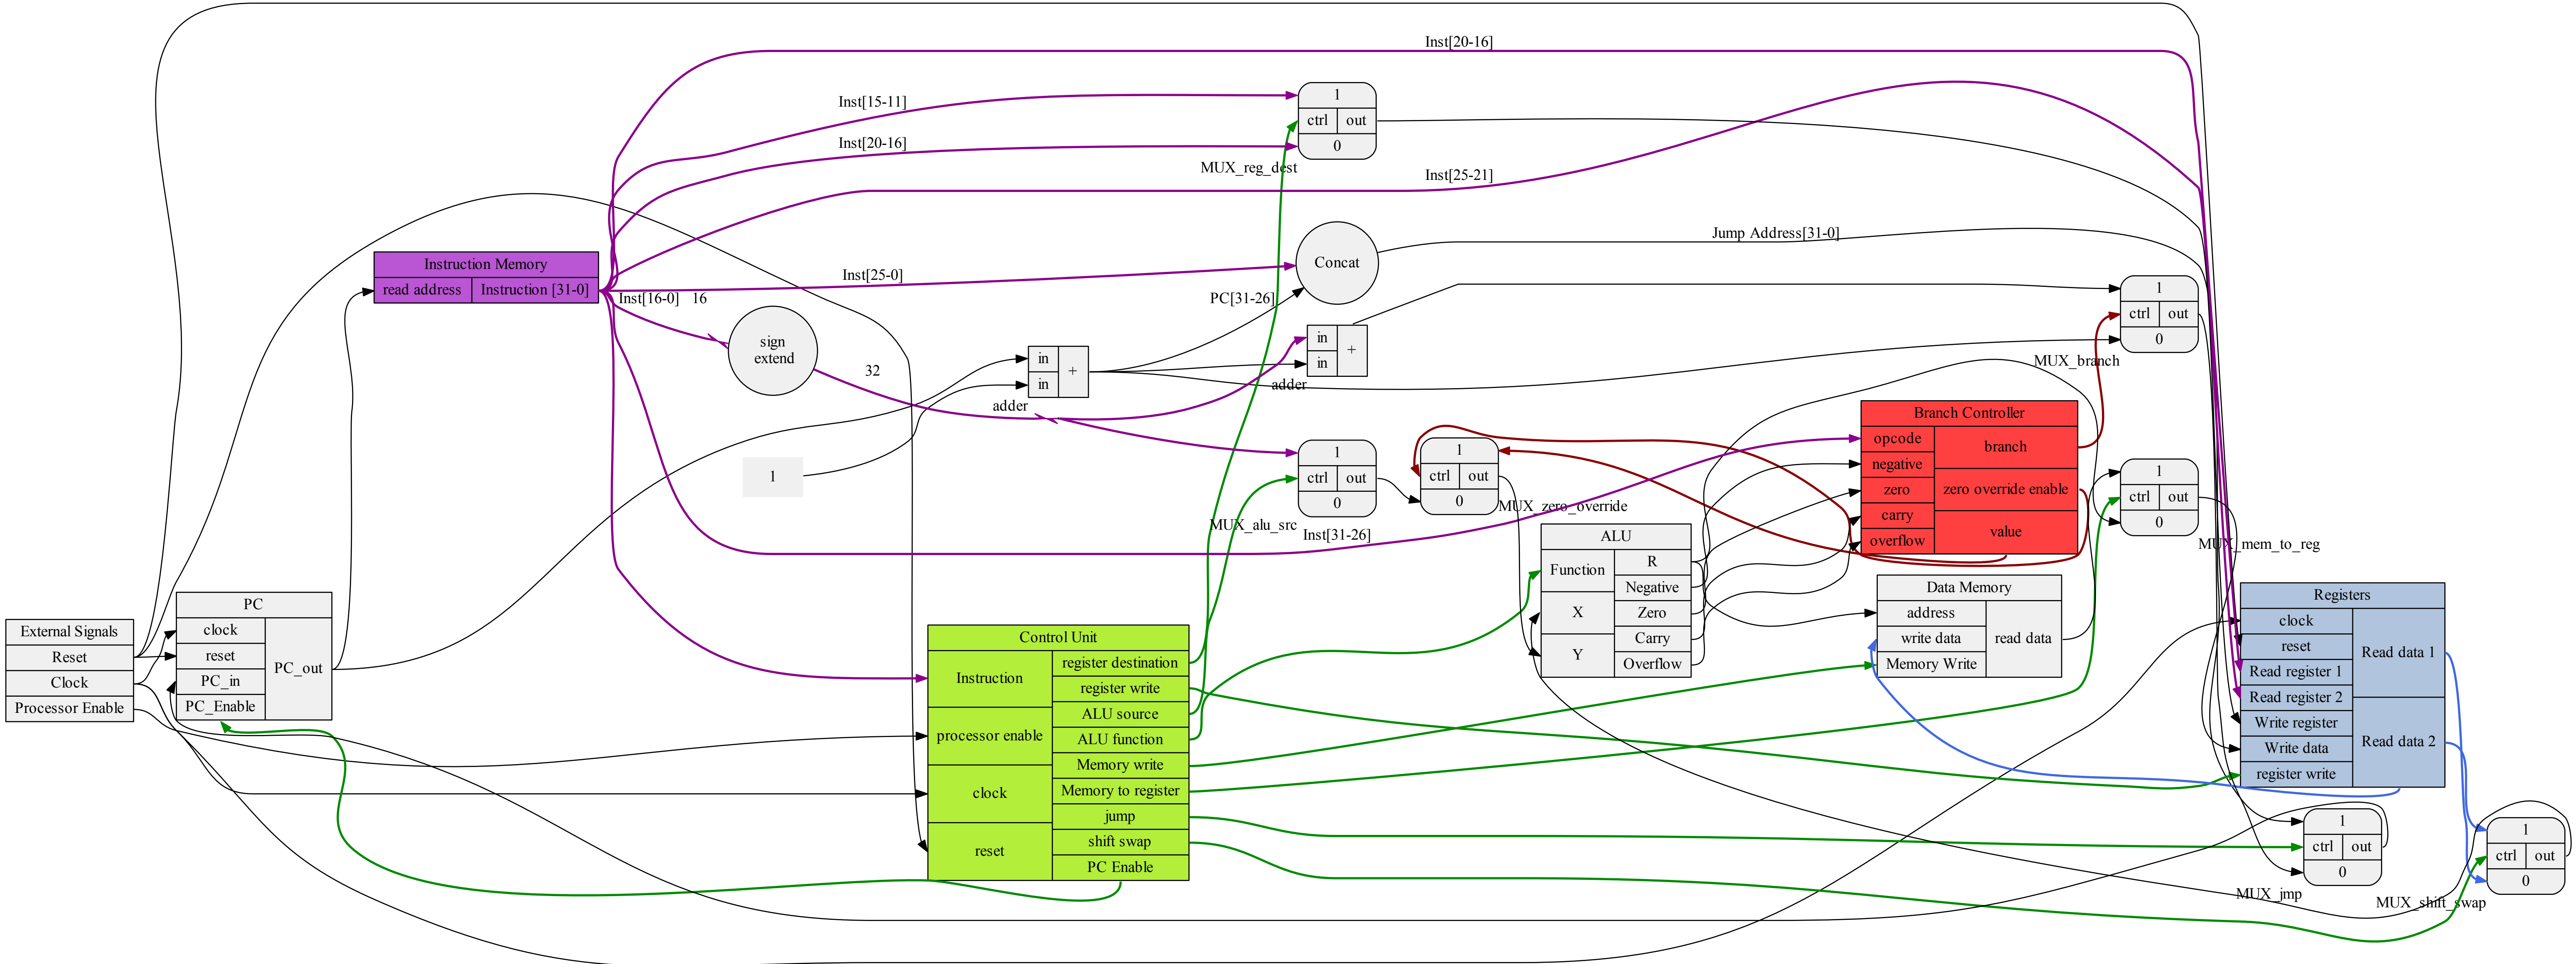 Inst[20-16]
Inst[15-11]
1
ctrl out
0
MUX_reg_dest
Inst[20-16]
Inst[25-21]
Instruction Memory
read address Instruction [31-0]
Inst[25-0]
Concat
Jump Address[31-0]
PC[31-26]
Inst[16-0] 16
sign
extend
32
in
in
+
adder
in
in
+
adder
1
1
ctrl out
0
MUX_branch
1
ctrl out
0
MUX_alu_src
1
ctrl out
0
MUX_zero_override
Inst[31-26]
Branch Controller
opcode
negative
zero
carry
overflow
branch
zero override enable
value
1
ctrl out
0
MUX_mem_to_reg
ALU
Function
X
Y
R
Negative
Zero
Carry
Overflow
Data Memory
address
write data
Memory Write
read data
External Signals
Reset
Clock
Processor Enable
PC
clock
reset
PC_in
PC_Enable
PC_out
Control Unit
Instruction
processor enable
clock
reset
register destination
register write
ALU source
ALU function
Memory write
Memory to register
jump
shift swap
PC Enable
Registers
clock
reset
Read register 1
Read register 2
Write register
Write data
register write
Read data 1
Read data 2
1
ctrl out
0
MUX_jmp
1
ctrl out
0
MUX_shift_swap